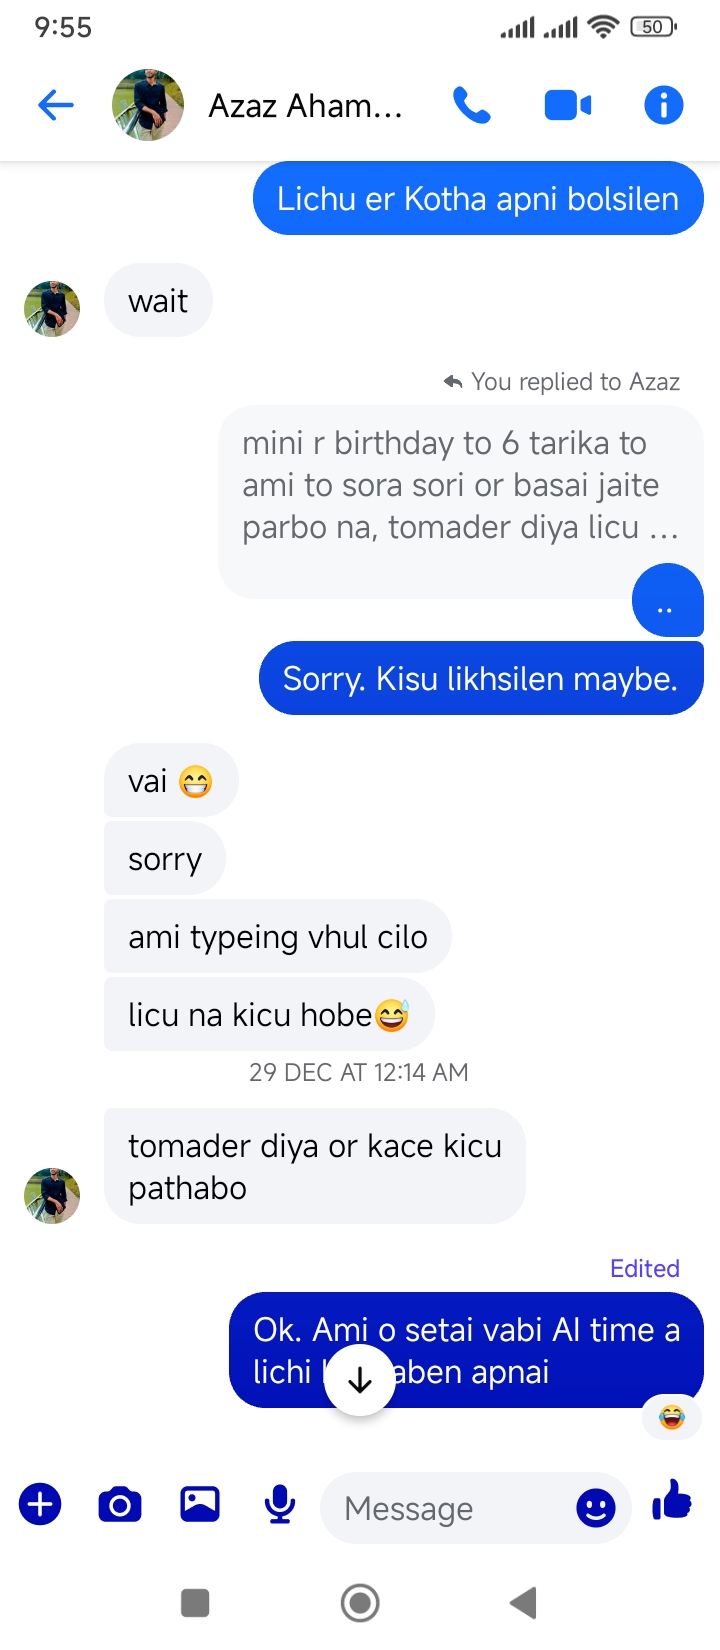 9:55
50
Azaz Aham...
Lichu er Kotha apni bolsilen
wait
You replied to Azaz
mini r birthday to 6 tarika to
ami to sora sori or basai jaite
parbo na, tomader diya licu ...
..
Sorry. Kisu likhsilen maybe.
vai 😁
sorry
ami typeing vhul cilo
licu na kicu hobe😅
29 DEC AT 12:14 AM
tomader diya or kace kicu
pathabo
Edited
Ok. Ami o setai vabi AI time a
lichi apnai
😂
Message